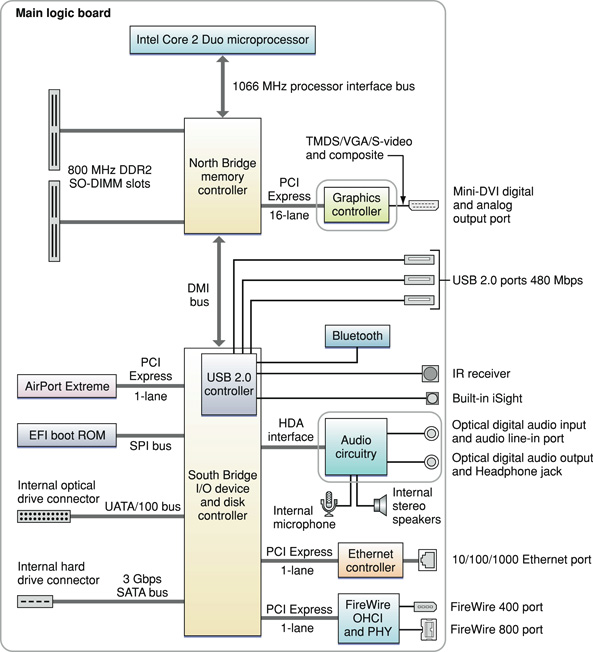 Main logic board
Intel Core 2 Duo microprocessor
1066 MHz processor interface bus
800 MHz DDR2
SO-DIMM slots
North Bridge
memory
controller
TMDS/VGA/S-video
and composite
PCI
Express
16-lane
Graphics
controller
Mini-DVI digital
and analog
output port
DMI
bus
USB 2.0 ports 480 Mbps
Bluetooth
USB 2.0
controller
IR receiver
Built-in iSight
AirPort Extreme
PCI
Express
1-lane
EFI boot ROM
SPI bus
HDA
interface
Audio
circuitry
Optical digital audio input
and audio line-in port
Optical digital audio output
and Headphone jack
South Bridge
I/O device
and disk
controller
Internal optical
drive connector
UATA/100 bus
Internal
microphone
Internal
stereo
speakers
PCI Express
1-lane
Ethernet
controller
10/100/1000 Ethernet port
Internal hard
drive connector
3 Gbps
SATA bus
PCI Express
1-lane
FireWire
OHCI
and PHY
FireWire 400 port
FireWire 800 port